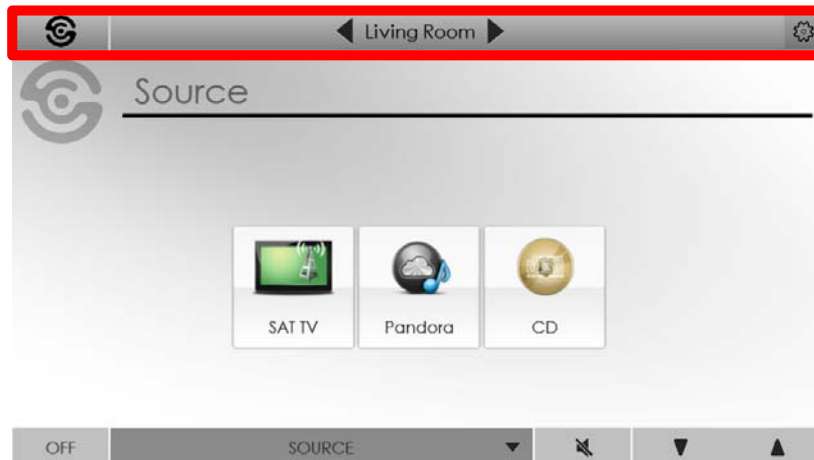 Living Room
Source
SAT TV
Pandora
CD
OFF
SOURCE